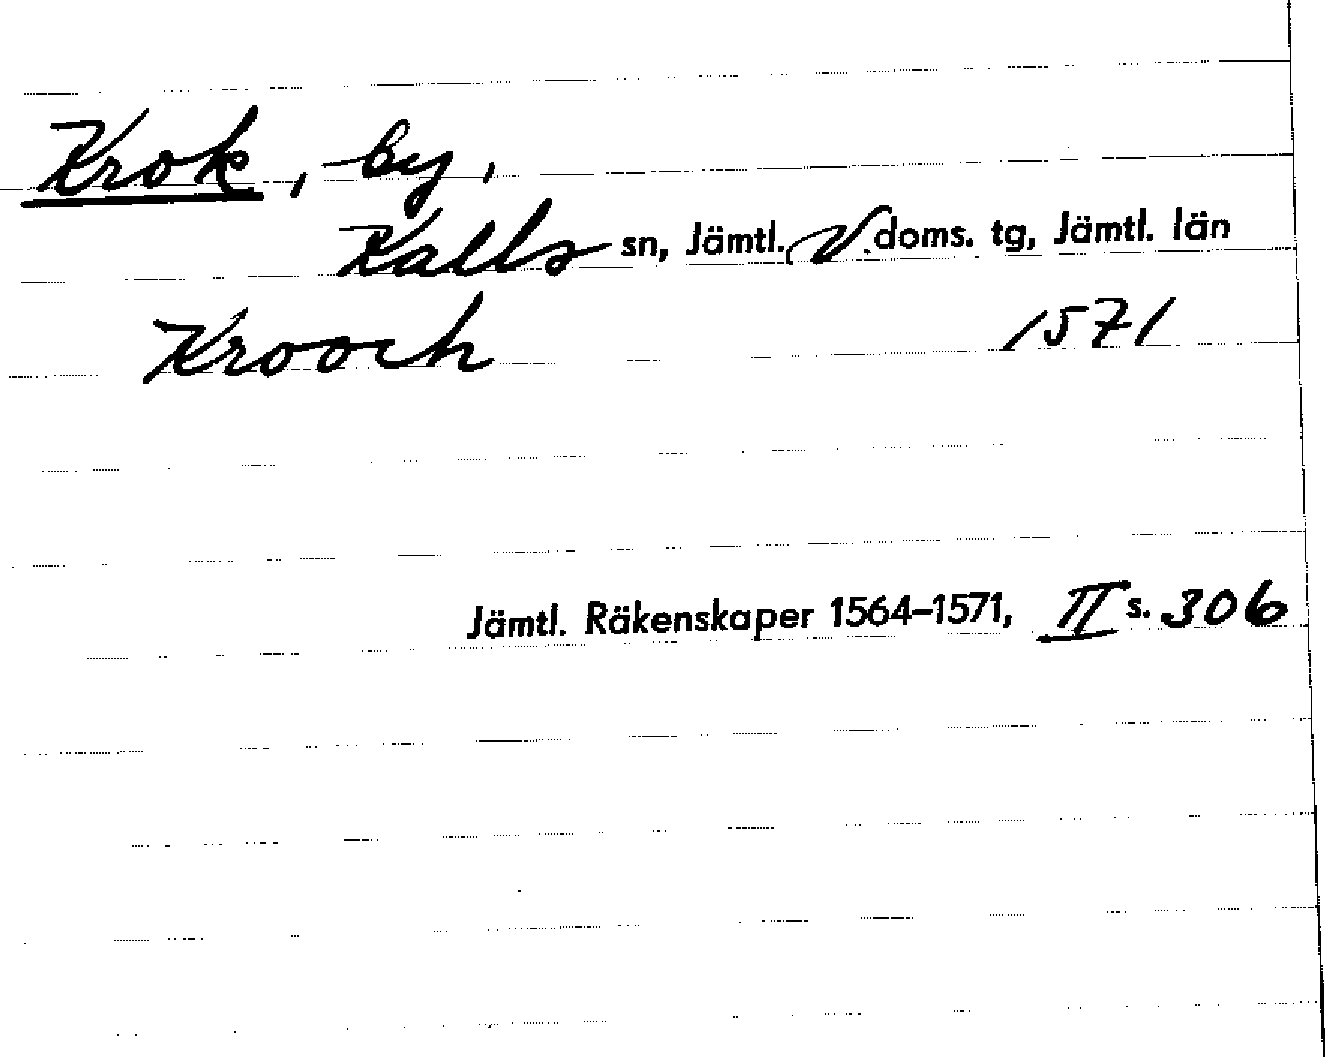 Krok, by,
Kalls sn, Jämtl. V. doms. tg, Jämtl. län
Krooch 1571
Jämtl. Räkenskaper 1564-1571, II s. 306